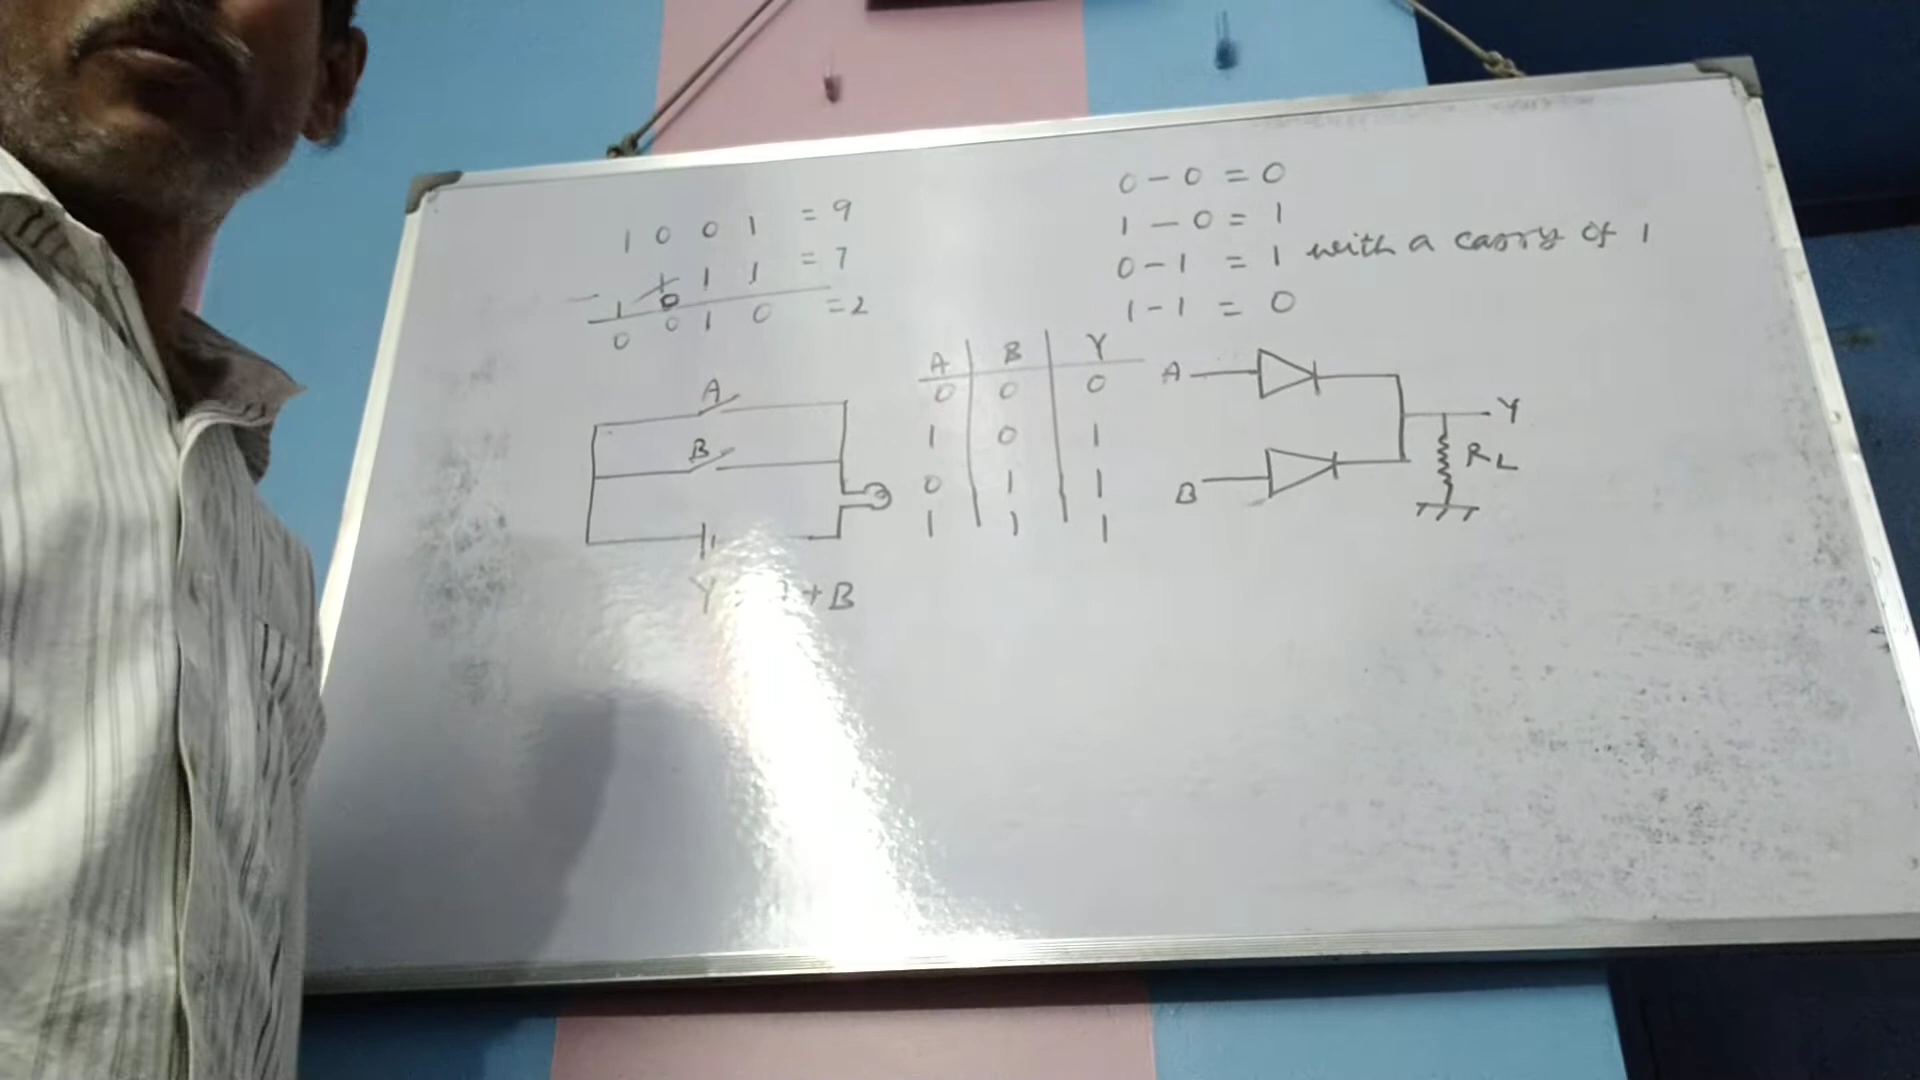 1 0 0 1 = 9
1 1 1 = 7
1 0
0 0 1 0 = 2
0 - 0 = 0
1 - 0 = 1
0 - 1 = 1 with a carry of 1
1 - 1 = 0
A
B
Y + B
A B Y
0 0 0
1 0 1
0 1 1
1 1 1
A
Y
RL
B